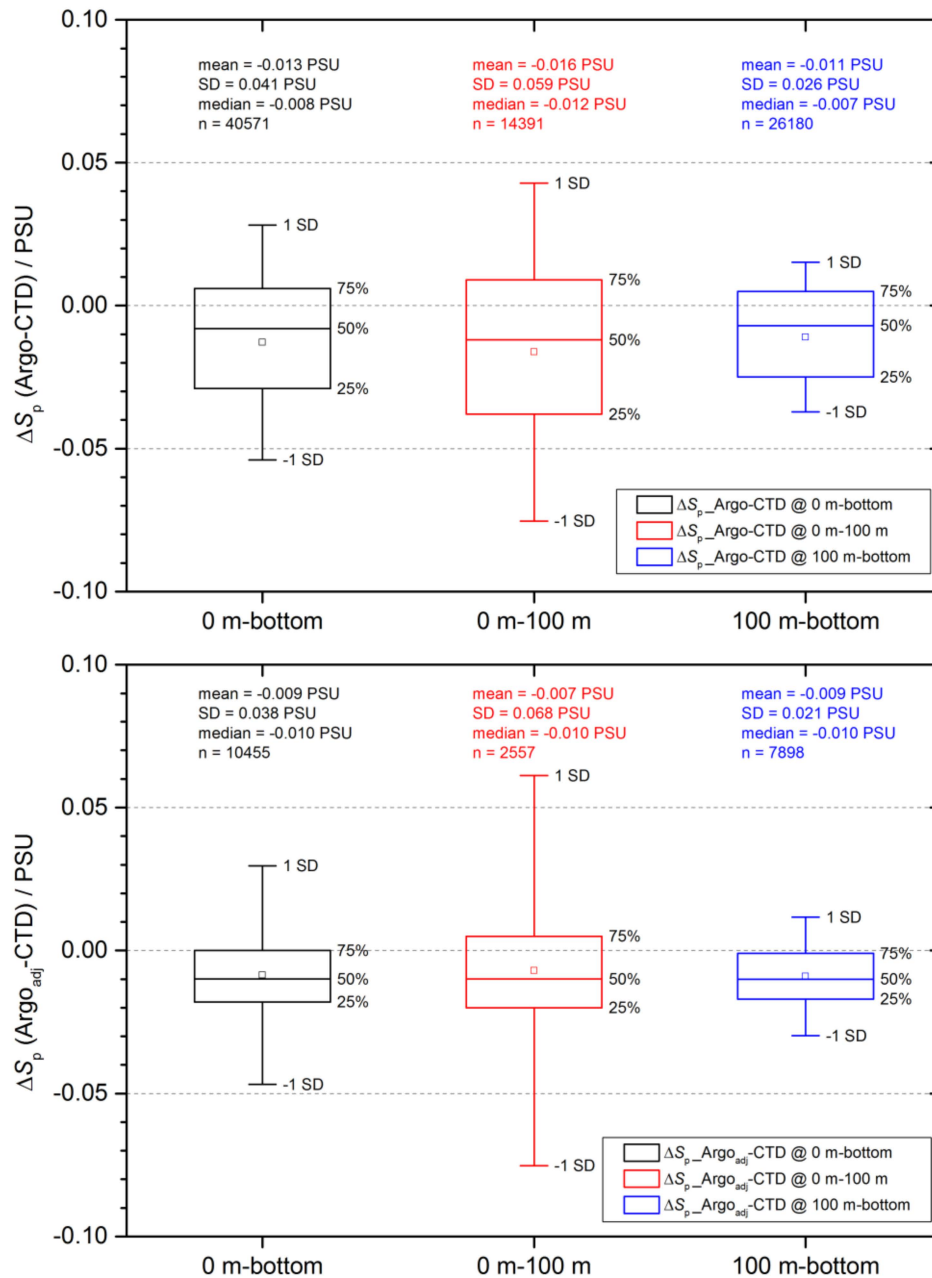 0.10
mean = -0.013 PSU
SD = 0.041 PSU
median = -0.008 PSU
n = 40571
mean = -0.016 PSU
SD = 0.059 PSU
median = -0.012 PSU
n = 14391
mean = -0.011 PSU
SD = 0.026 PSU
median = -0.007 PSU
n = 26180
0.05
0.00
-0.05
-0.10
ΔSp (Argo-CTD) / PSU
1 SD
75%
50%
25%
-1 SD
1 SD
75%
50%
25%
-1 SD
1 SD
75%
50%
25%
-1 SD
ΔSp_Argo-CTD @ 0 m-bottom
ΔSp_Argo-CTD @ 0 m-100 m
ΔSp_Argo-CTD @ 100 m-bottom
0 m-bottom
0 m-100 m
100 m-bottom
0.10
mean = -0.009 PSU
SD = 0.038 PSU
median = -0.010 PSU
n = 10455
mean = -0.007 PSU
SD = 0.068 PSU
median = -0.010 PSU
n = 2557
mean = -0.009 PSU
SD = 0.021 PSU
median = -0.010 PSU
n = 7898
0.05
0.00
-0.05
-0.10
ΔSp (Argoadj-CTD) / PSU
1 SD
75%
50%
25%
-1 SD
1 SD
75%
50%
25%
-1 SD
1 SD
75%
50%
25%
-1 SD
ΔSp_Argoadj-CTD @ 0 m-bottom
ΔSp_Argoadj-CTD @ 0 m-100 m
ΔSp_Argoadj-CTD @ 100 m-bottom
0 m-bottom
0 m-100 m
100 m-bottom